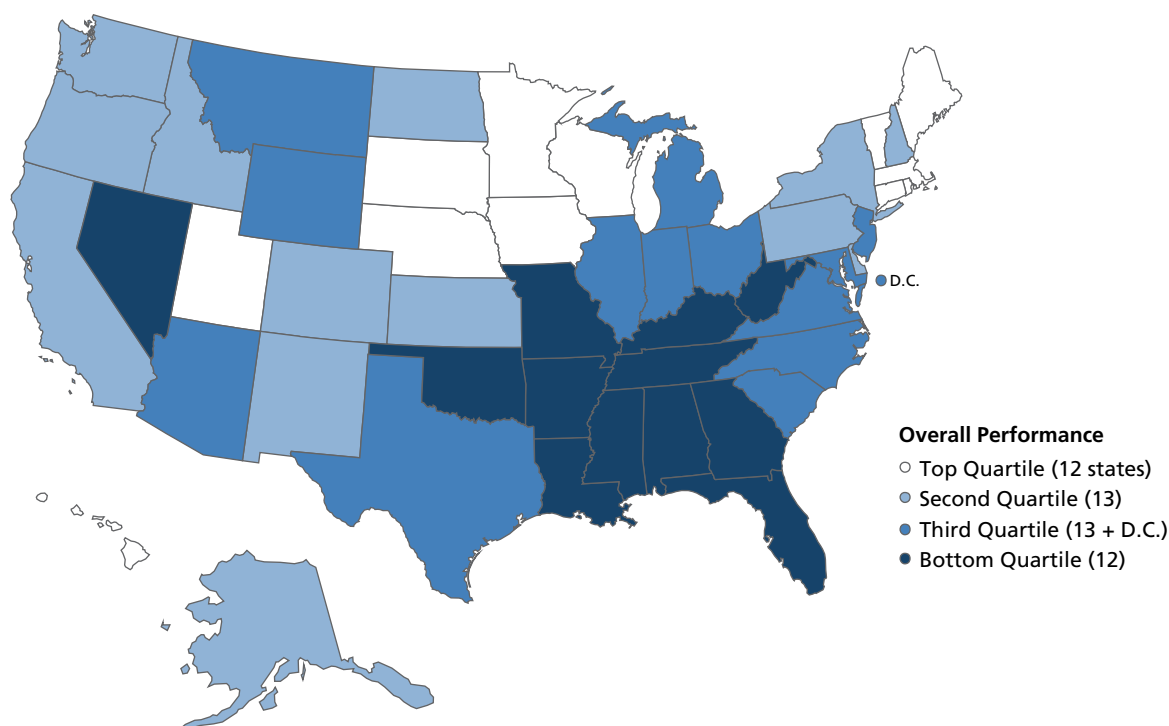 D.C.
Overall Performance
Top Quartile (12 states)
Second Quartile (13)
Third Quartile (13 + D.C.)
Bottom Quartile (12)